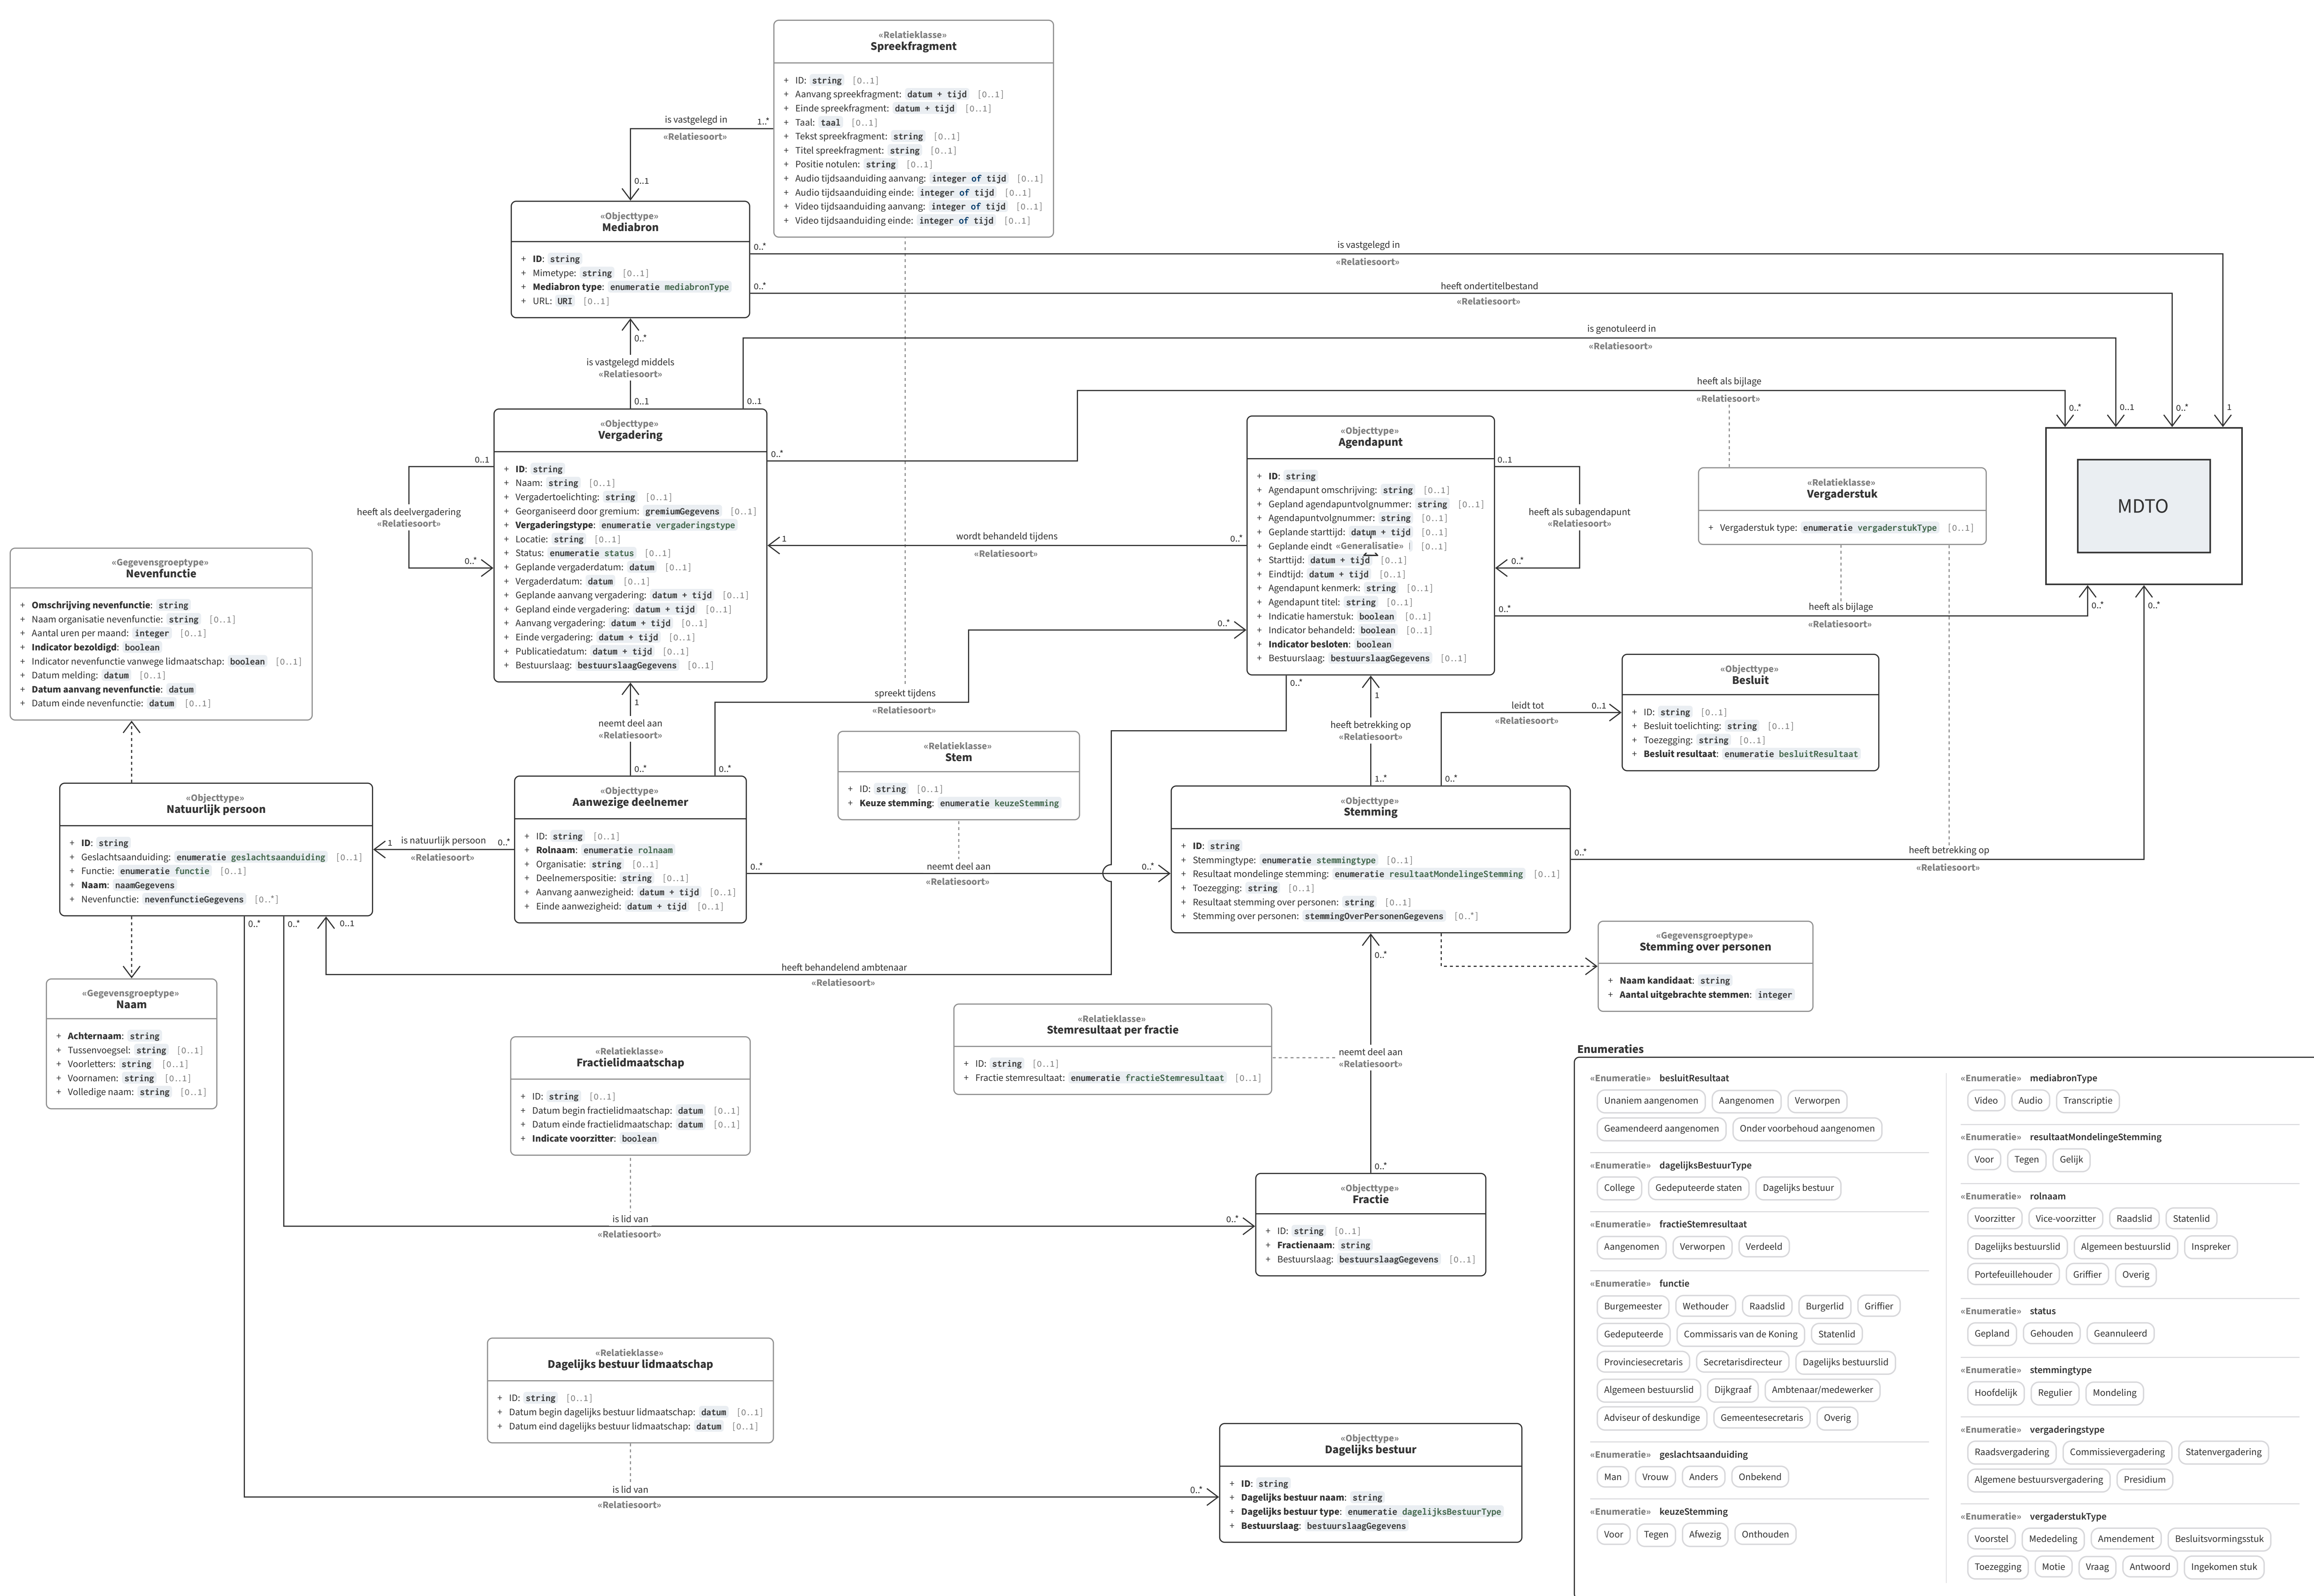 «Relatieklasse»
Spreekfragment
+ ID: string [0..1]
+ Aanvang spreekfragment: datum + tijd [0..1]
+ Einde spreekfragment: datum + tijd [0..1]
+ Taal: taal [0..1]
+ Tekst spreekfragment: string [0..1]
+ Titel spreekfragment: string [0..1]
+ Positie notulen: string [0..1]
+ Audio tijdsaanduiding aanvang: integer of tijd [0..1]
+ Audio tijdsaanduiding einde: integer of tijd [0..1]
+ Video tijdsaanduiding aanvang: integer of tijd [0..1]
+ Video tijdsaanduiding einde: integer of tijd [0..1]
is vastgelegd in
«Relatiesoort»
1..*
0..1
«Objecttype»
Mediabron
+ ID: string
+ Mimetype: string [0..1]
+ Mediabron type: enumeratie mediabronType
+ URL: URI [0..1]
0..*
is vastgelegd in
«Relatiesoort»
1
0..*
heeft ondertitelbestand
«Relatiesoort»
0..*
0..*
is vastgelegd middels
«Relatiesoort»
0..1
0..1
is genotuleerd in
«Relatiesoort»
0..1
0..*
heeft als bijlage
«Relatiesoort»
0..*
«Objecttype»
Vergadering
+ ID: string
+ Naam: string [0..1]
+ Vergadertoelichting: string [0..1]
+ Georganiseerd door gremium: gremiumGegevens [0..1]
+ Vergaderingstype: enumeratie vergaderingstype
+ Locatie: string [0..1]
+ Status: enumeratie status [0..1]
+ Geplande vergaderdatum: datum [0..1]
+ Vergaderdatum: datum [0..1]
+ Geplande aanvang vergadering: datum + tijd [0..1]
+ Gepland einde vergadering: datum + tijd [0..1]
+ Aanvang vergadering: datum + tijd [0..1]
+ Einde vergadering: datum + tijd [0..1]
+ Publicatiedatum: datum + tijd [0..1]
+ Bestuurslaag: bestuurslaagGegevens [0..1]
0..1
heeft als deelvergadering
«Relatiesoort»
0..*
1
wordt behandeld tijdens
«Relatiesoort»
0..*
«Objecttype»
Agendapunt
+ ID: string
+ Agendapunt omschrijving: string [0..1]
+ Gepland agendapuntvolgnummer: string [0..1]
+ Agendapuntvolgnummer: string [0..1]
+ Geplande starttijd: datum + tijd [0..1]
+ Geplande eindt «Generalisatie» [0..1]
+ Starttijd: datum + tijd [0..1]
+ Eindtijd: datum + tijd [0..1]
+ Agendapunt kenmerk: string [0..1]
+ Agendapunt titel: string [0..1]
+ Indicatie hamerstuk: boolean [0..1]
+ Indicator behandeld: boolean [0..1]
+ Indicator besloten: boolean
+ Bestuurslaag: bestuurslaagGegevens [0..1]
0..1
heeft als subagendapunt
«Relatiesoort»
0..*
«Relatieklasse»
Vergaderstuk
+ Vergaderstuk type: enumeratie vergaderstukType [0..1]
MDTO
0..*
heeft als bijlage
«Relatiesoort»
0..*
0..*
«Gegevensgroeptype»
Nevenfunctie
+ Omschrijving nevenfunctie: string
+ Naam organisatie nevenfunctie: string [0..1]
+ Aantal uren per maand: integer [0..1]
+ Indicator bezoldigd: boolean
+ Indicator nevenfunctie vanwege lidmaatschap: boolean [0..1]
+ Datum melding: datum [0..1]
+ Datum aanvang nevenfunctie: datum
+ Datum einde nevenfunctie: datum [0..1]
1
neemt deel aan
«Relatiesoort»
0..*
0..*
spreekt tijdens
«Relatiesoort»
0..*
0..*
1
heeft betrekking op
«Relatiesoort»
1..*
leidt tot
«Relatiesoort»
0..1
0..*
«Objecttype»
Besluit
+ ID: string [0..1]
+ Besluit toelichting: string [0..1]
+ Toezegging: string [0..1]
+ Besluit resultaat: enumeratie besluitResultaat
«Relatieklasse»
Stem
+ ID: string [0..1]
+ Keuze stemming: enumeratie keuzeStemming
«Objecttype»
Natuurlijk persoon
+ ID: string
+ Geslachtsaanduiding: enumeratie geslachtsaanduiding [0..1]
+ Functie: enumeratie functie [0..1]
+ Naam: naamGegevens
+ Nevenfunctie: nevenfunctieGegevens [0..*]
1
is natuurlijk persoon
«Relatiesoort»
0..*
«Objecttype»
Aanwezige deelnemer
+ ID: string [0..1]
+ Rolnaam: enumeratie rolnaam
+ Organisatie: string [0..1]
+ Deelnemerspositie: string [0..1]
+ Aanvang aanwezigheid: datum + tijd [0..1]
+ Einde aanwezigheid: datum + tijd [0..1]
0..*
neemt deel aan
«Relatiesoort»
0..*
«Objecttype»
Stemming
+ ID: string
+ Stemmingtype: enumeratie stemmingtype [0..1]
+ Resultaat mondelinge stemming: enumeratie resultaatMondelingeStemming [0..1]
+ Toezegging: string [0..1]
+ Resultaat stemming over personen: string [0..1]
+ Stemming over personen: stemmingOverPersonenGegevens [0..*]
0..*
heeft betrekking op
«Relatiesoort»
0..*
0..*
0..1
heeft behandelend ambtenaar
«Relatiesoort»
0..*
«Gegevensgroeptype»
Stemming over personen
+ Naam kandidaat: string
+ Aantal uitgebrachte stemmen: integer
«Gegevensgroeptype»
Naam
+ Achternaam: string
+ Tussenvoegsel: string [0..1]
+ Voorletters: string [0..1]
+ Voornamen: string [0..1]
+ Volledige naam: string [0..1]
«Relatieklasse»
Fractielidmaatschap
+ ID: string [0..1]
+ Datum begin fractielidmaatschap: datum [0..1]
+ Datum einde fractielidmaatschap: datum [0..1]
+ Indicate voorzitter: boolean
«Relatieklasse»
Stemresultaat per fractie
+ ID: string [0..1]
+ Fractie stemresultaat: enumeratie fractieStemresultaat [0..1]
neemt deel aan
«Relatiesoort»
0..*
is lid van
«Relatiesoort»
0..*
«Objecttype»
Fractie
+ ID: string [0..1]
+ Fractienaam: string
+ Bestuurslaag: bestuurslaagGegevens [0..1]
«Relatieklasse»
Dagelijks bestuur lidmaatschap
+ ID: string [0..1]
+ Datum begin dagelijks bestuur lidmaatschap: datum [0..1]
+ Datum eind dagelijks bestuur lidmaatschap: datum [0..1]
is lid van
«Relatiesoort»
0..*
«Objecttype»
Dagelijks bestuur
+ ID: string
+ Dagelijks bestuur naam: string
+ Dagelijks bestuur type: enumeratie dagelijksBestuurType
+ Bestuurslaag: bestuurslaagGegevens
Enumeraties
«Enumeratie» besluitResultaat
Unaniem aangenomen Aangenomen Verworpen
Geamendeerd aangenomen Onder voorbehoud aangenomen
«Enumeratie» dagelijksBestuurType
College Gedeputeerde staten Dagelijks bestuur
«Enumeratie» fractieStemresultaat
Aangenomen Verworpen Verdeeld
«Enumeratie» functie
Burgemeester Wethouder Raadslid Burgerlid Griffier
Gedeputeerde Commissaris van de Koning Statenlid
Provinciesecretaris Secretarisdirecteur Dagelijks bestuurslid
Algemeen bestuurslid Dijkgraaf Ambtenaar/medewerker
Adviseur of deskundige Gemeentesecretaris Overig
«Enumeratie» geslachtsaanduiding
Man Vrouw Anders Onbekend
«Enumeratie» keuzeStemming
Voor Tegen Afwezig Onthouden
«Enumeratie» mediabronType
Video Audio Transcriptie
«Enumeratie» resultaatMondelingeStemming
Voor Tegen Gelijk
«Enumeratie» rolnaam
Voorzitter Vice-voorzitter Raadslid Statenlid
Dagelijks bestuurslid Algemeen bestuurslid Inspreker
Portefeuillehouder Griffier Overig
«Enumeratie» status
Gepland Gehouden Geannuleerd
«Enumeratie» stemmingtype
Hoofdelijk Regulier Mondeling
«Enumeratie» vergaderingstype
Raadsvergadering Commissievergadering Statenvergadering
Algemene bestuursvergadering Presidium
«Enumeratie» vergaderstukType
Voorstel Mededeling Amendement Besluitsvormingsstuk
Toezegging Motie Vraag Antwoord Ingekomen stuk